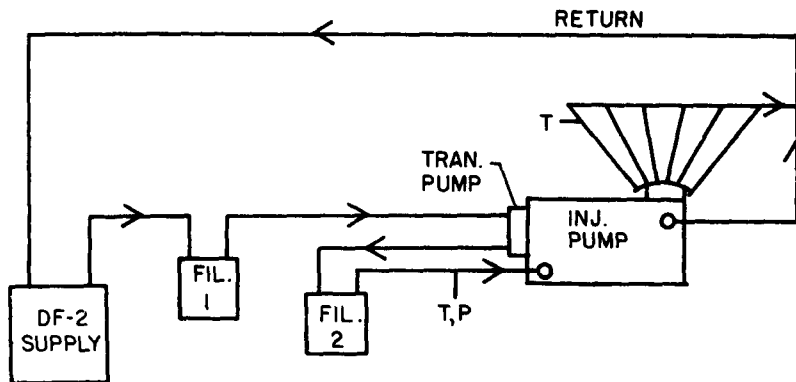 RETURN
T
TRAN.
PUMP
INJ.
PUMP
FIL.
1
DF-2
SUPPLY
FIL.
2
T,P